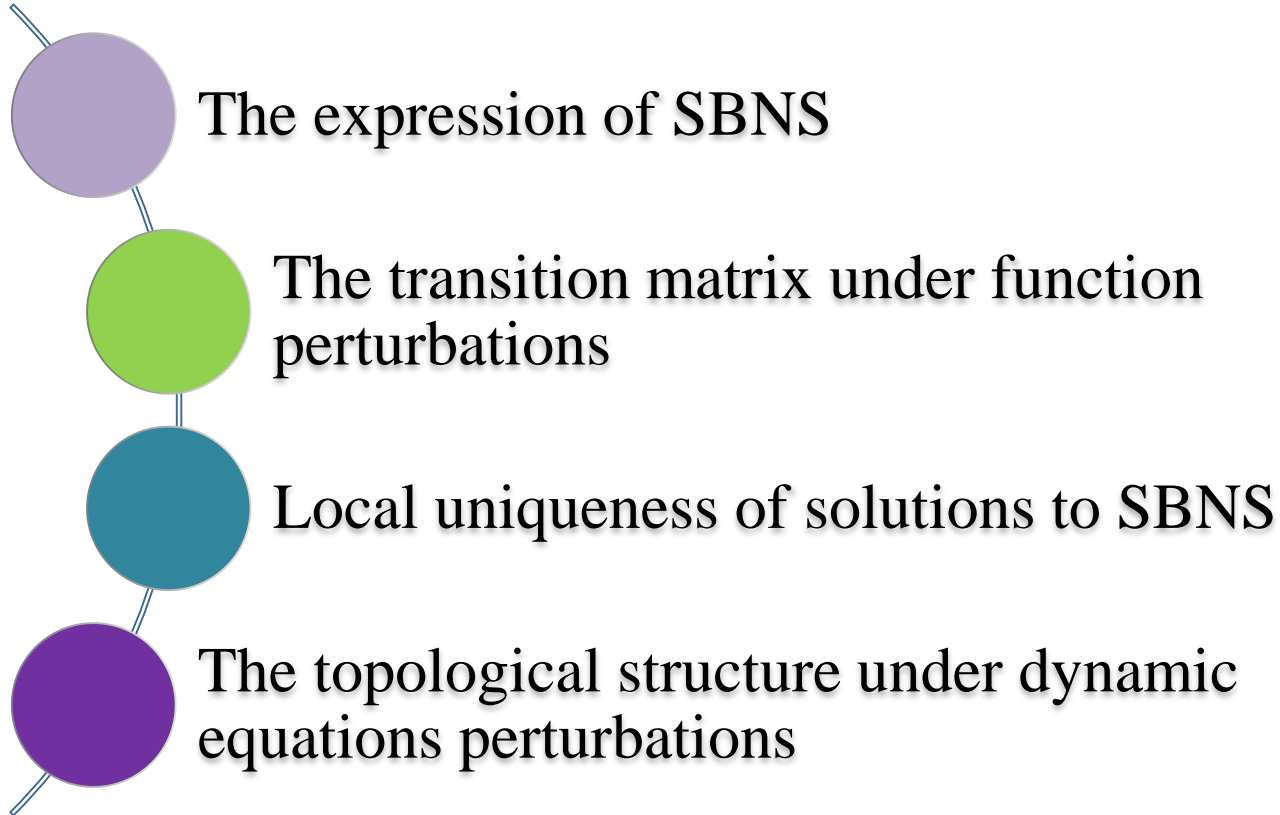 The expression of SBNS
The transition matrix under function
perturbations
Local uniqueness of solutions to SBNS
The topological structure under dynamic
equations perturbations